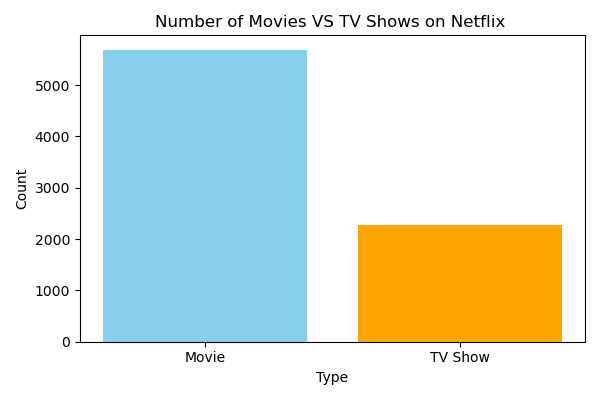 Number of Movies VS TV Shows on Netflix
5000
4000
3000
2000
1000
0
Count
Movie
TV Show
Type